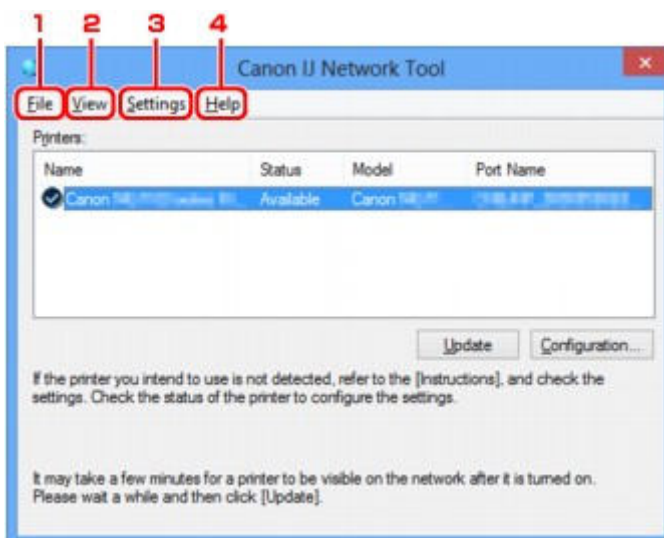 1 2 3 4
Canon IJ Network Tool
File View Settings Help
Printers:
Name Status Model Port Name
Canon Available Canon
Update Configuration...
If the printer you intend to use is not detected, refer to the [Instructions], and check the
settings. Check the status of the printer to configure the settings.
It may take a few minutes for a printer to be visible on the network after it is turned on.
Please wait a while and then click [Update].